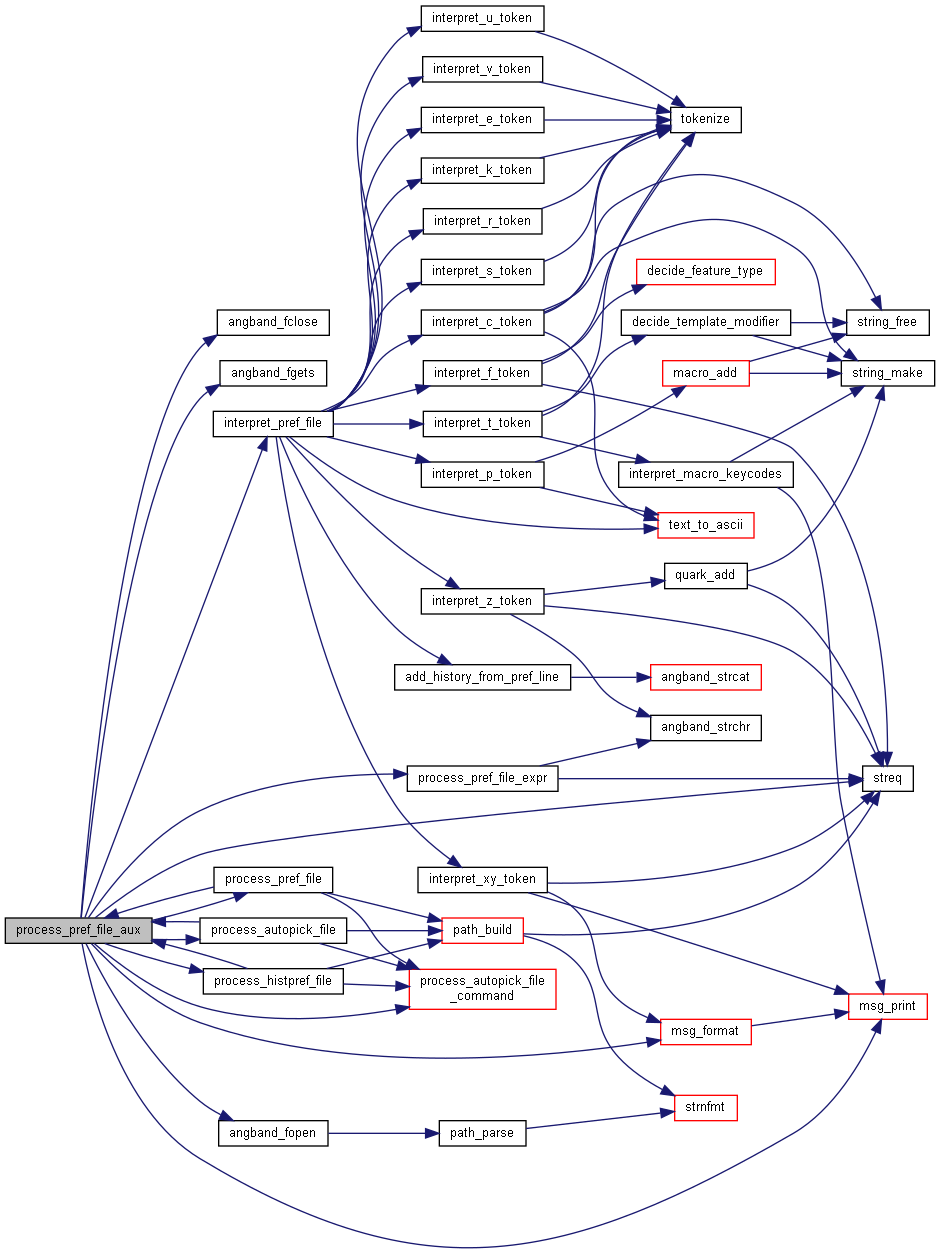 interpret_u_token
interpret_v_token
interpret_e_token
tokenize
interpret_k_token
interpret_r_token
interpret_s_token
decide_feature_type
angband_fclose
interpret_c_token
decide_template_modifier
string_free
angband_fgets
interpret_f_token
macro_add
string_make
interpret_pref_file
interpret_t_token
interpret_p_token
interpret_macro_keycodes
text_to_ascii
quark_add
interpret_z_token
add_history_from_pref_line
angband_strcat
angband_strchr
process_pref_file_expr
streq
process_pref_file
interpret_xy_token
process_pref_file_aux
process_autopick_file
path_build
process_histpref_file
process_autopick_file
_command
msg_print
msg_format
strnfmt
angband_fopen
path_parse